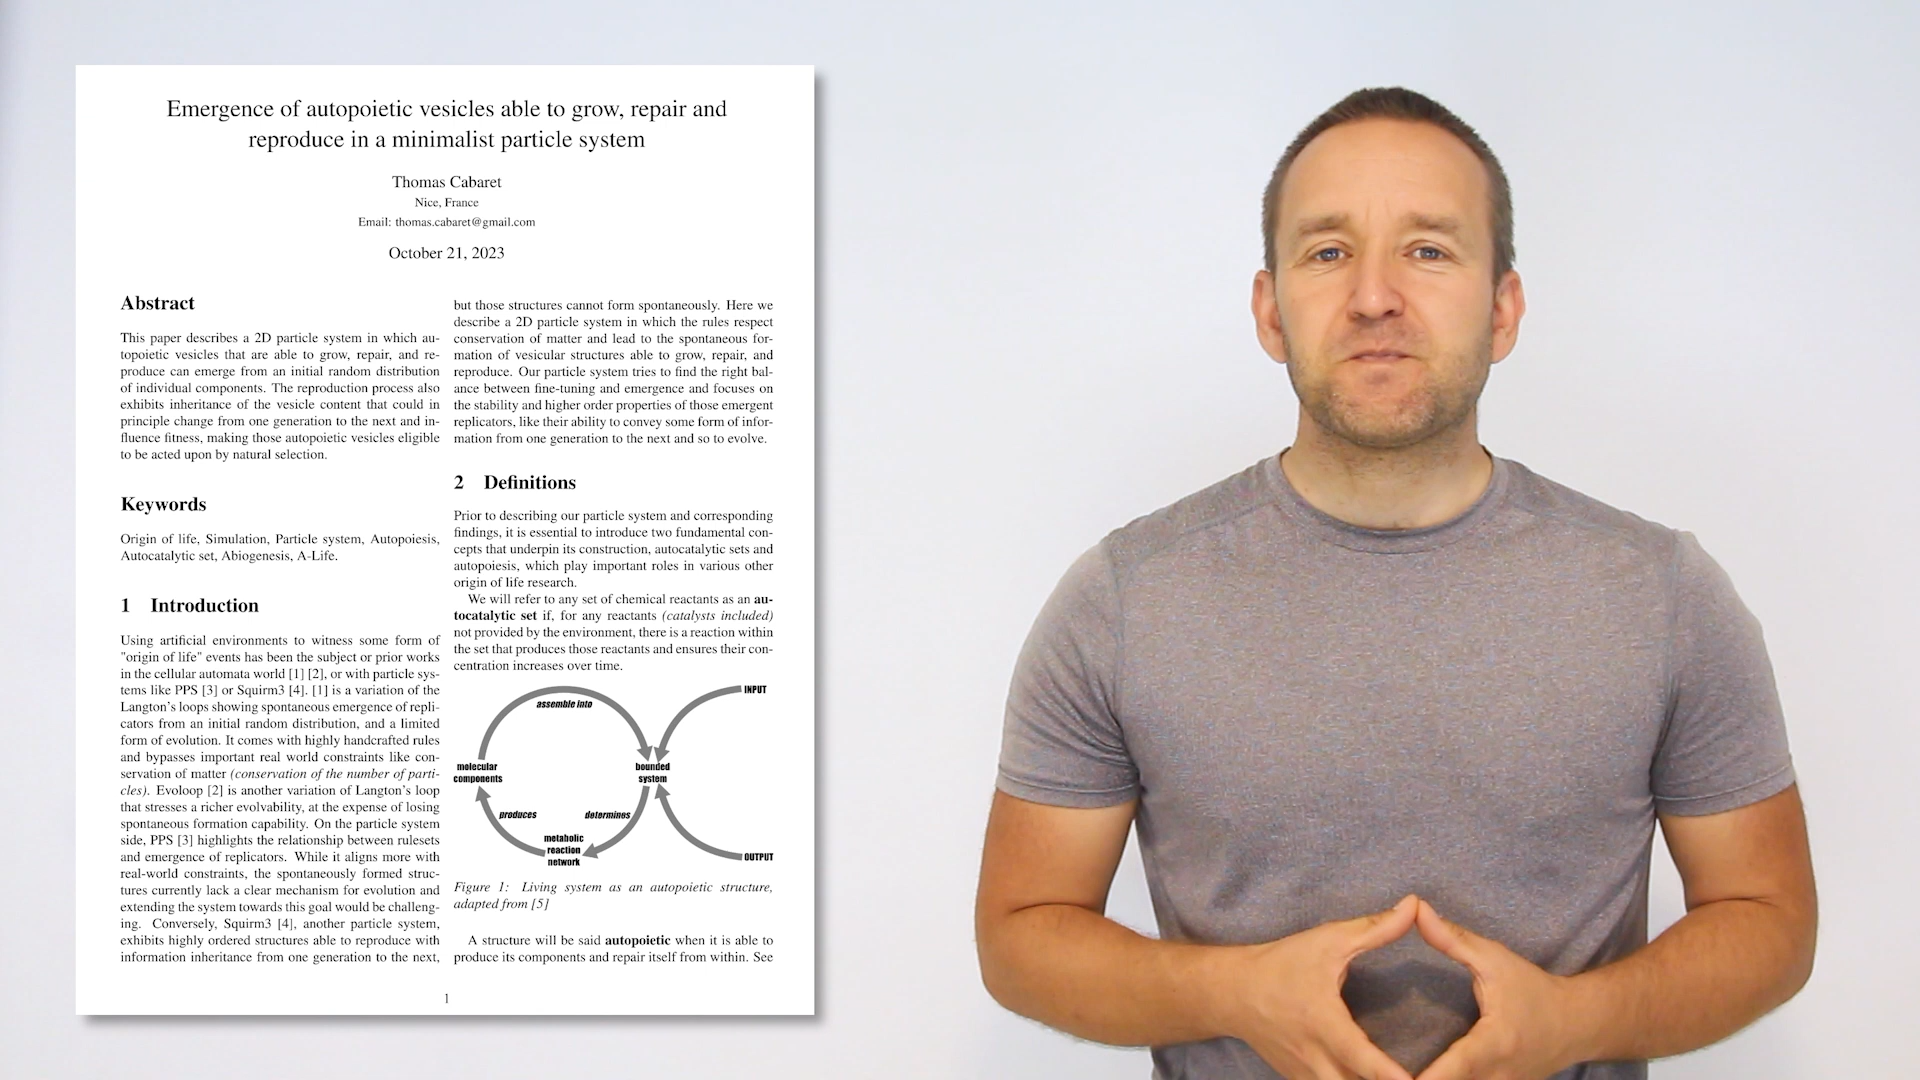 Emergence of autopoietic vesicles able to grow, repair and
reproduce in a minimalist particle system
Thomas Cabaret
Nice, France
Email: thomas.cabaret@gmail.com
October 21, 2023
Abstract
This paper describes a 2D particle system in which au-
topoietic vesicles that are able to grow, repair, and re-
produce can emerge from an initial random distribution
of individual components. The reproduction process also
exhibits inheritance of the vesicle content that could in
principle change from one generation to the next and in-
fluence fitness, making those autopoietic vesicles eligible
to be acted upon by natural selection.
Keywords
Origin of life, Simulation, Particle system, Autopoiesis,
Autocatalytic set, Abiogenesis, A-Life.
1 Introduction
Using artificial environments to witness some form of
"origin of life" events has been the subject or prior works
in the cellular automata world [1] [2], or with particle sys-
tems like PPS [3] or Squirm3 [4]. [1] is a variation of the
Langton's loops showing spontaneous emergence of repli-
cators from an initial random distribution, and a limited
form of evolution. It comes with highly handcrafted rules
and bypasses important real world constraints like con-
servation of matter (conservation of the number of parti-
cles). Evoloop [2] is another variation of Langton's loop
that stresses a richer evolvability, at the expense of losing
spontaneous formation capability. On the particle system
side, PPS [3] highlights the relationship between rulesets
and emergence of replicators. While it aligns more with
real-world constraints, the spontaneously formed struc-
tures currently lack a clear mechanism for evolution and
extending the system towards this goal would be challeng-
ing. Conversely, Squirm3 [4], another particle system,
exhibits highly ordered structures able to reproduce with
information inheritance from one generation to the next,
but those structures cannot form spontaneously. Here we
describe a 2D particle system in which the rules respect
conservation of matter and lead to the spontaneous for-
mation of vesicular structures able to grow, repair, and
reproduce. Our particle system tries to find the right bal-
ance between fine-tuning and emergence and focuses on
the stability and higher order properties of those emergent
replicators, like their ability to convey some form of infor-
mation from one generation to the next and so to evolve.
2 Definitions
Prior to describing our particle system and corresponding
findings, it is essential to introduce two fundamental con-
cepts that underpin its construction, autocatalytic sets and
autopoiesis, which play important roles in various other
origin of life research.
We will refer to any set of chemical reactants as an au-
tocatalytic set if, for any reactants (catalysts included)
not provided by the environment, there is a reaction within
the set that produces those reactants and ensures their con-
centration increases over time.
INPUT
assemble into
molecular
components
bounded
system
produces
determines
metabolic
reaction
network
OUTPUT
Figure 1: Living system as an autopoietic structure,
adapted from [5]
A structure will be said autopoietic when it is able to
produce its components and repair itself from within. See
1